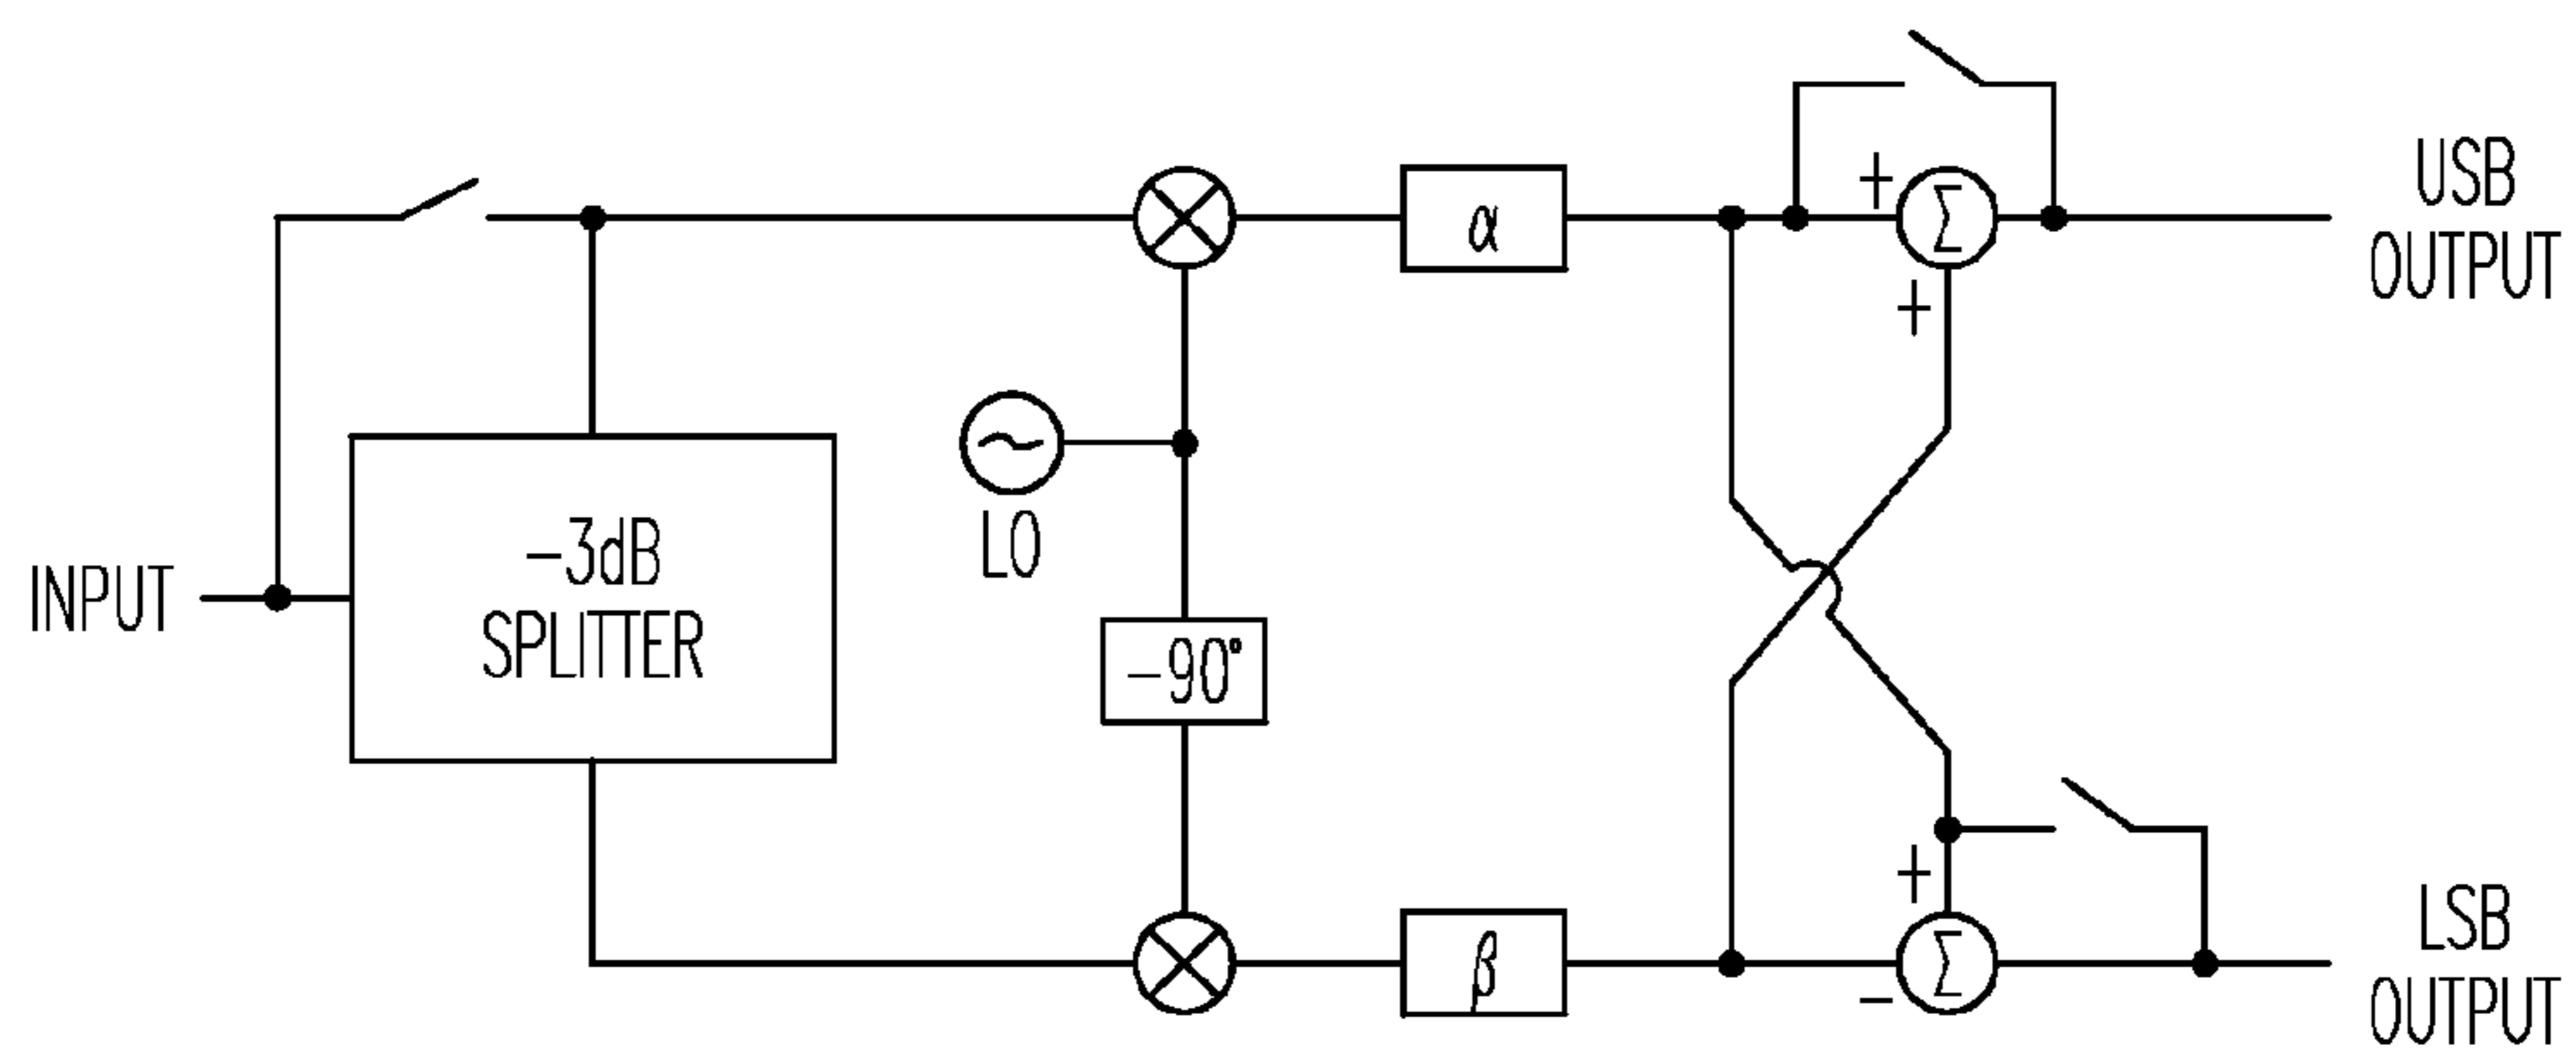 USB
OUTPUT
+
Σ
α
+
LO
INPUT
−3dB
SPLITTER
−90°
+
β
Σ
−
LSB
OUTPUT